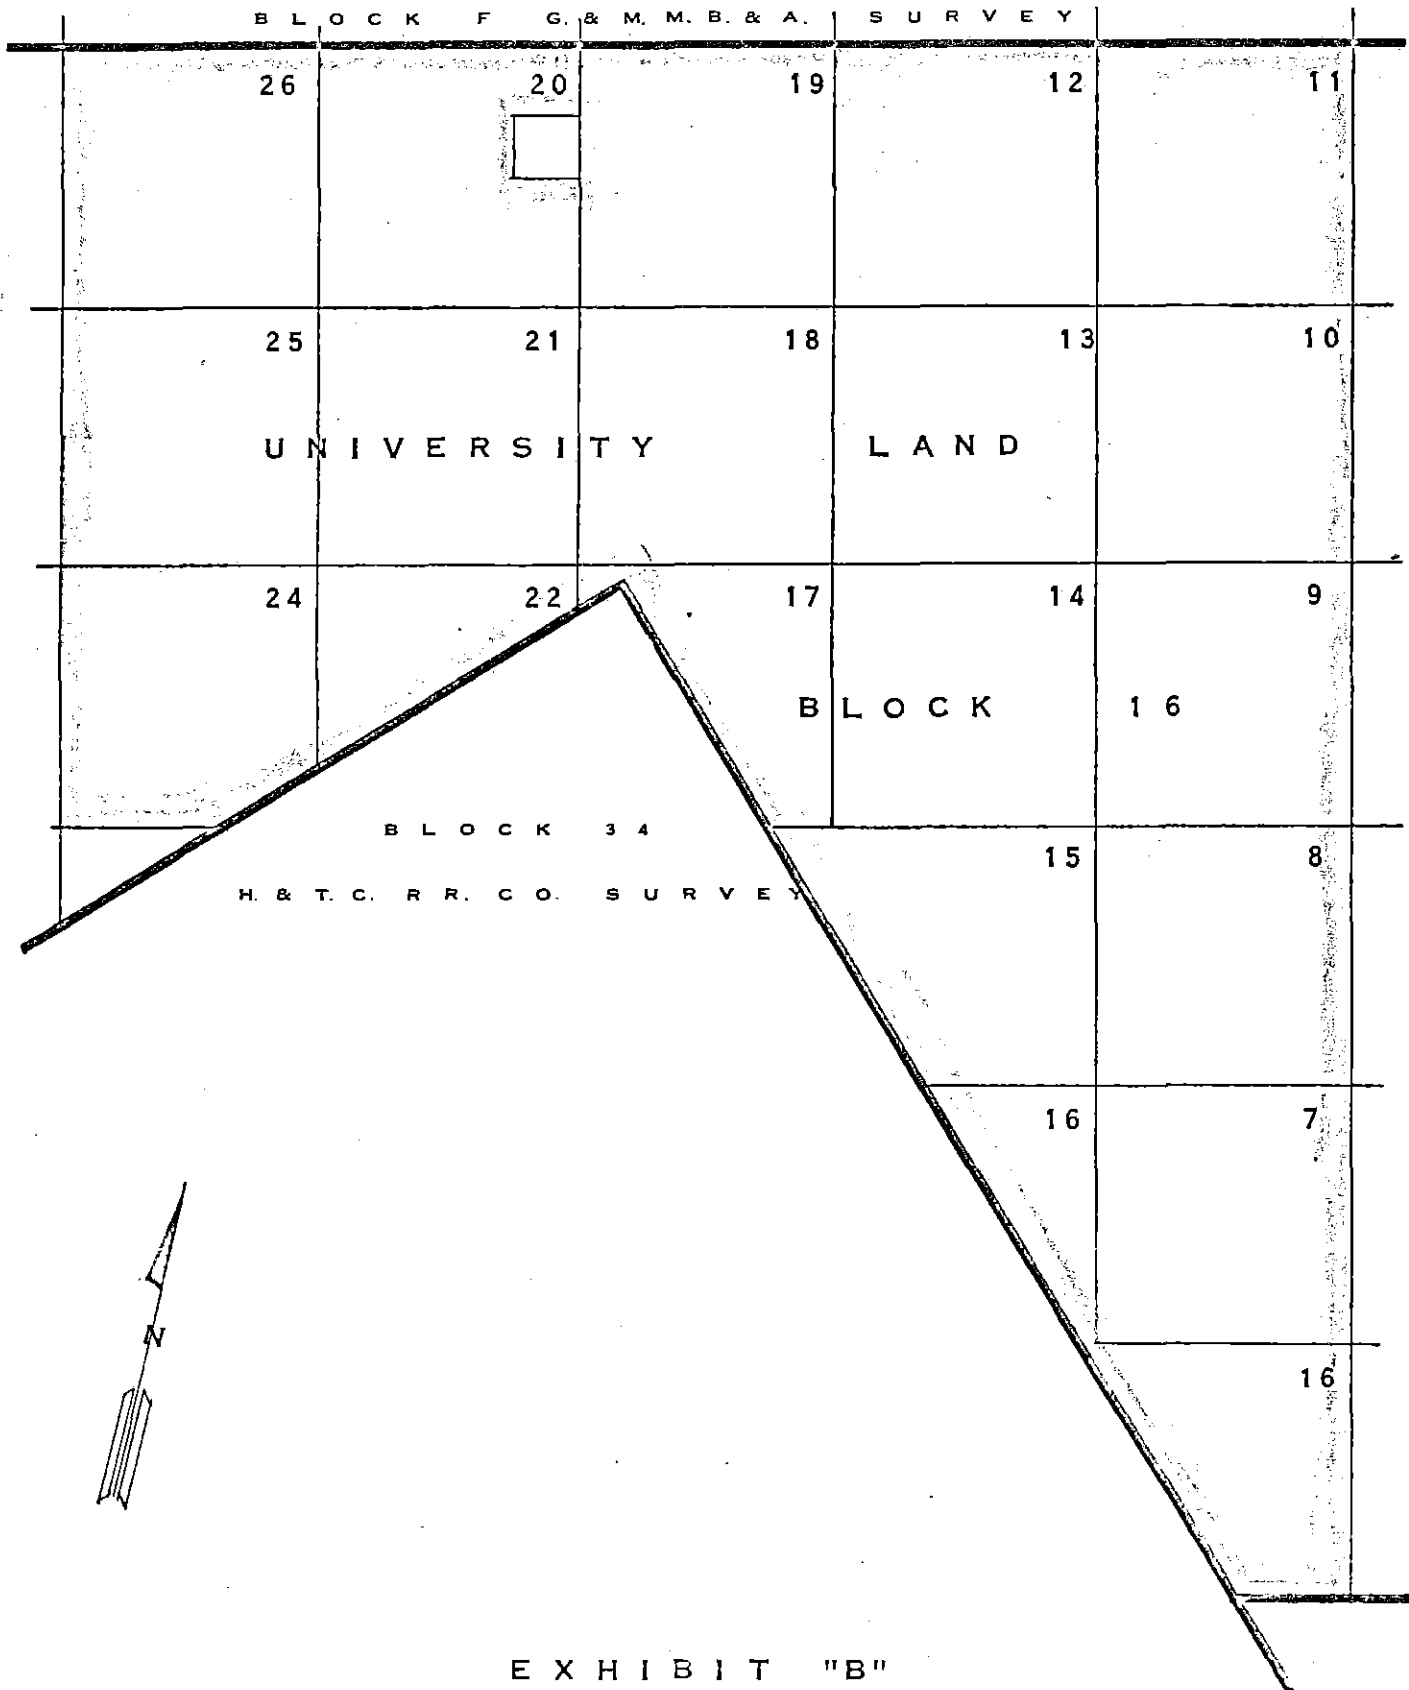 BLOCK F G. & M. M. B. & A. SURVEY
26 20 19 12 11
25 21 18 13 10
UNIVERSITY LAND
24 22 17 14 9
BLOCK 16
BLOCK 34
15 8
H. & T. C. RR. CO. SURVEY
16 7
N
16
EXHIBIT "B"